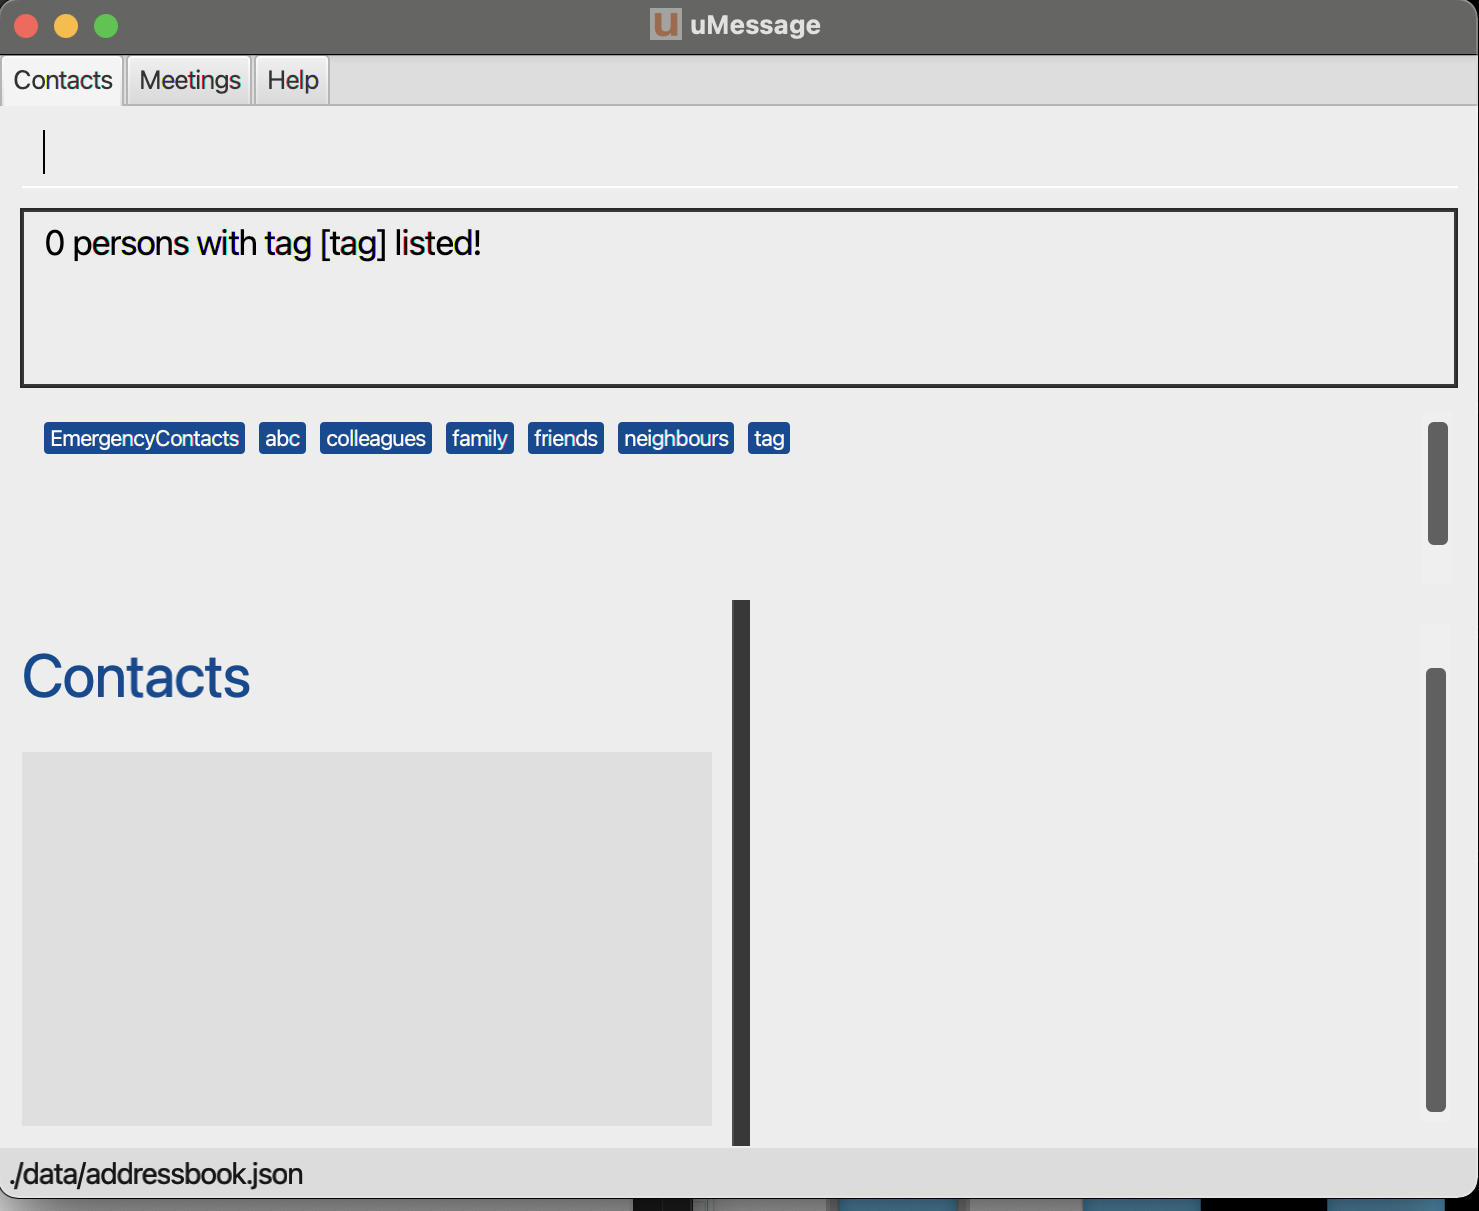 u uMessage
Contacts Meetings Help
0 persons with tag [tag] listed!
EmergencyContacts abc colleagues family friends neighbours tag
Contacts
./data/addressbook.json